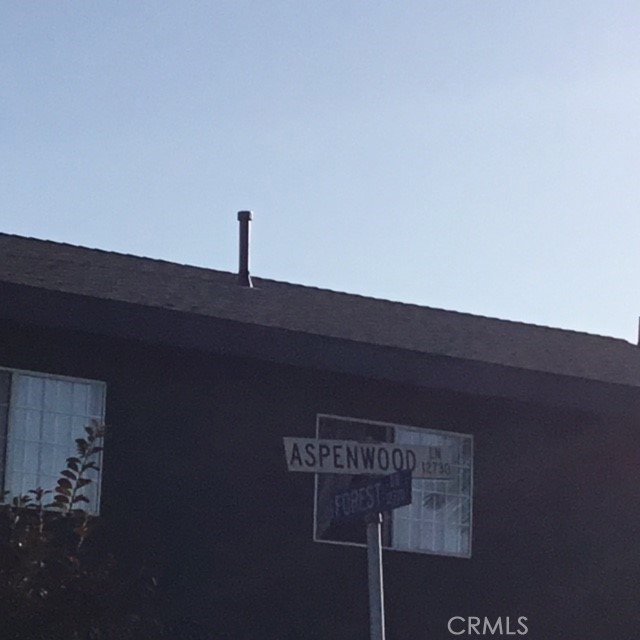 ASPENWOOD LN
12730
FOREST
CRMLS